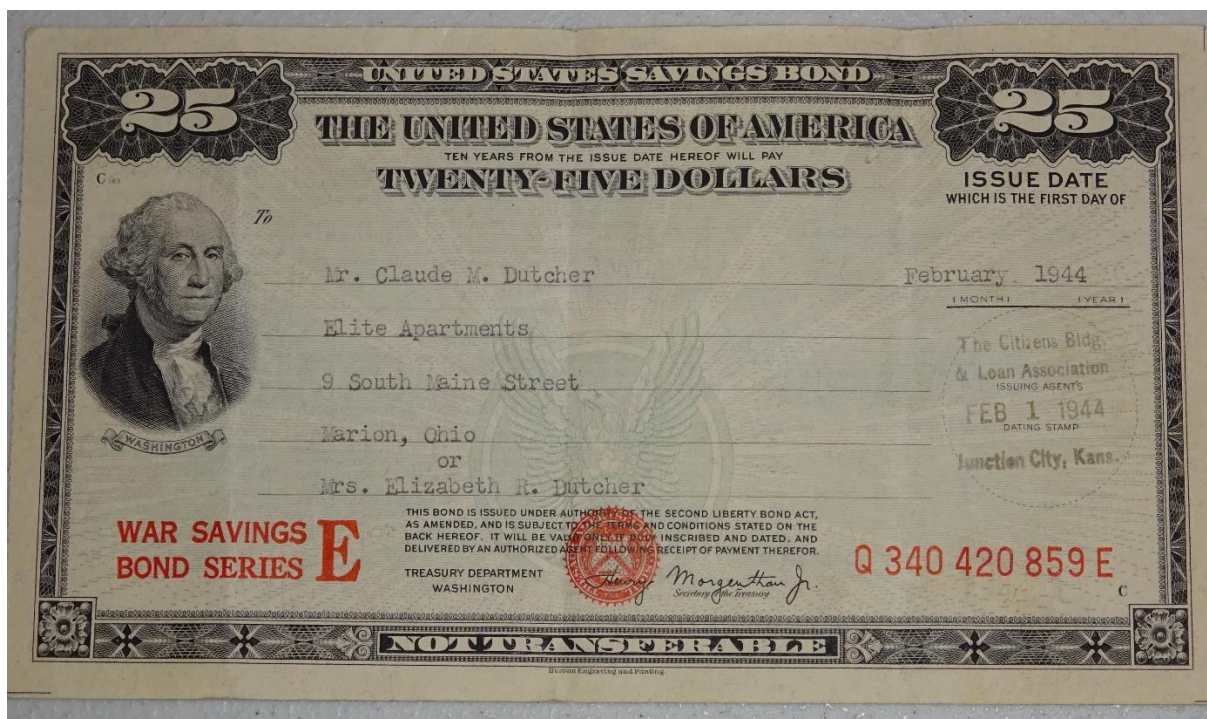 UNITED STATES SAVINGS BOND
25
25
THE UNITED STATES OF AMERICA
TEN YEARS FROM THE ISSUE DATE HEREOF WILL PAY
TWENTY-FIVE DOLLARS
C
ISSUE DATE
WHICH IS THE FIRST DAY OF
To
Mr. Claude M. Dutcher
February 1944
(MONTH) (YEAR)
Elite Apartments
The Citizens Bldg.
& Loan Association
ISSUING AGENT'S
9 South Maine Street
FEB 1 1944
DATING STAMP
WASHINGTON
Marion, Ohio
Junction City, Kans.
or
Mrs. Elizabeth R. Dutcher
WAR SAVINGS
BOND SERIES E
THIS BOND IS ISSUED UNDER AUTHORITY OF THE SECOND LIBERTY BOND ACT,
AS AMENDED, AND IS SUBJECT TO THE TERMS AND CONDITIONS STATED ON THE
BACK HEREOF. IT WILL BE VALID ONLY IF DULY INSCRIBED AND DATED, AND
DELIVERED BY AN AUTHORIZED AGENT FOLLOWING RECEIPT OF PAYMENT THEREFOR.
TREASURY DEPARTMENT
WASHINGTON
Henry Morgenthau Jr.
Secretary of the Treasury
Q 340 420 859 E
C
NOT TRANSFERABLE
Bureau Engraving and Printing